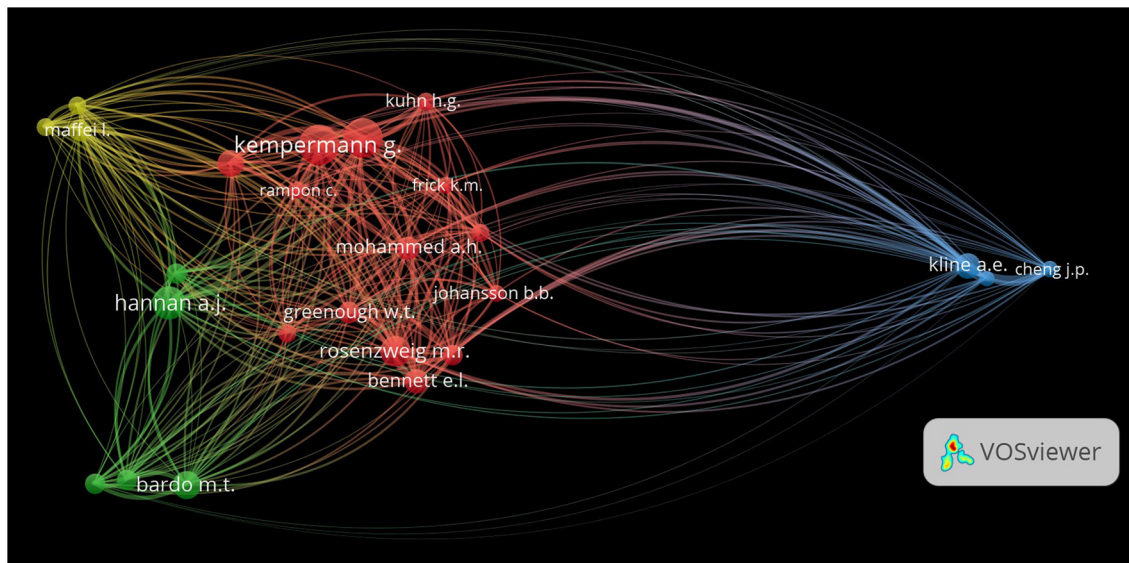 kuhn h.g.
maffei l.
kempermann g.
rampon c.
frick k.m.
mohammed a.h.
kline a.e.
cheng j.p.
hannan a.j.
johansson b.b.
greenough w.t.
rosenzweig m.r.
bennett e.l.
VOSviewer
bardo m.t.